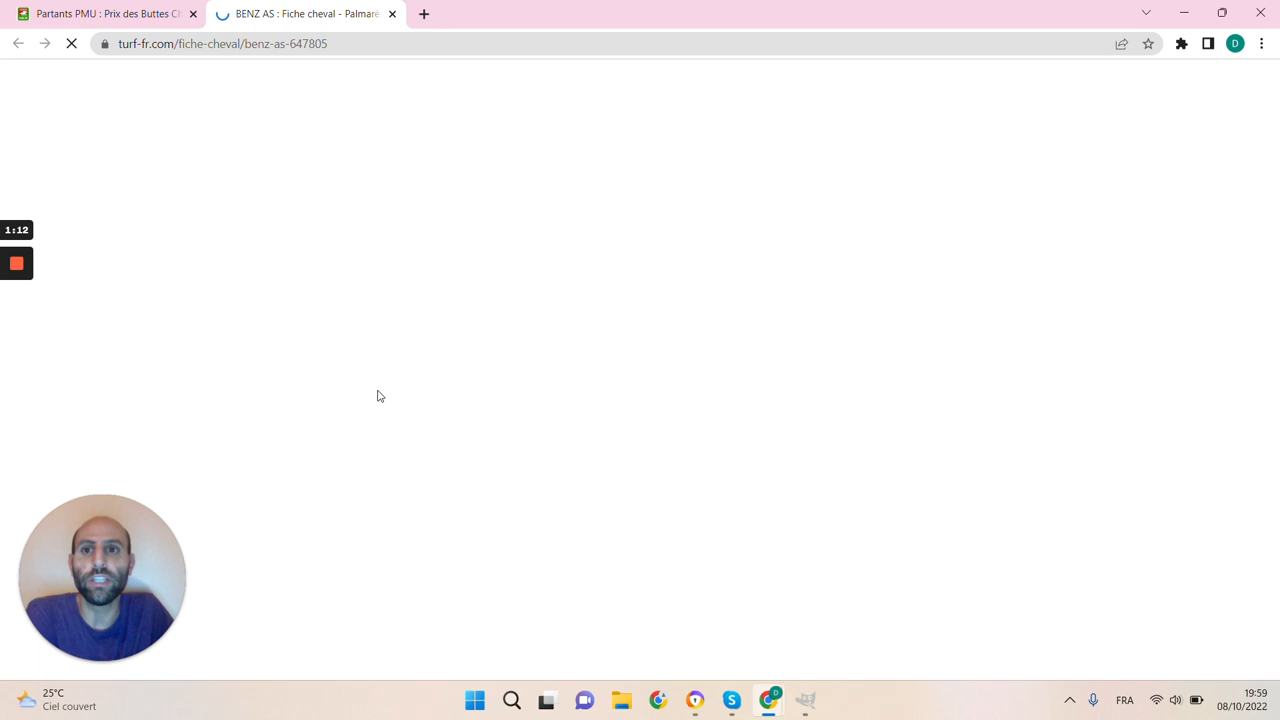 Partants PMU : Prix des Buttes Ch
BENZ AS : Fiche cheval - Palmarè
turf-fr.com/fiche-cheval/benz-as-647805
D
1:12
25°C
Ciel couvert
D
FRA
19:59
08/10/2022